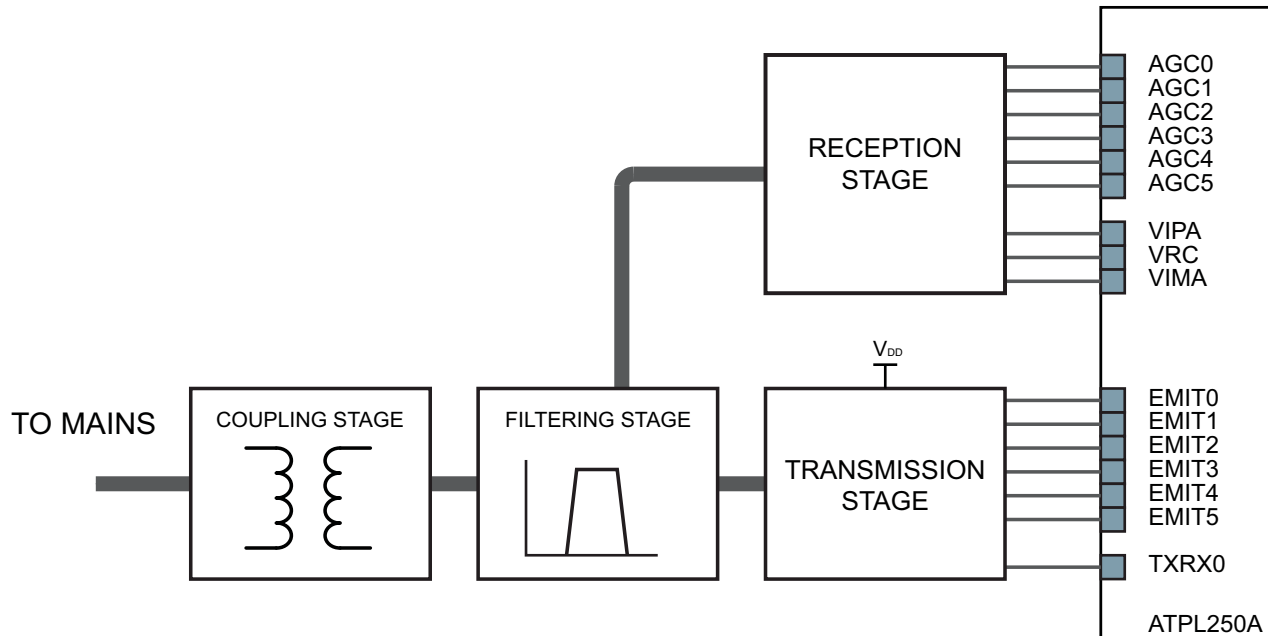 RECEPTION
STAGE
AGC0
AGC1
AGC2
AGC3
AGC4
AGC5
VIPA
VRC
VIMA
TO MAINS
COUPLING STAGE
FILTERING STAGE
VDD
TRANSMISSION
STAGE
EMIT0
EMIT1
EMIT2
EMIT3
EMIT4
EMIT5
TXRX0
ATPL250A